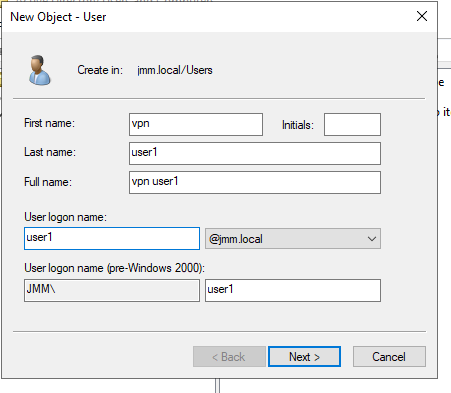 New Object - User
Create in: jmm.local/Users
First name: vpn Initials:
Last name: user1
Full name: vpn user1
User logon name:
user1 @jmm.local
User logon name (pre-Windows 2000):
JMM\ user1
< Back Next > Cancel